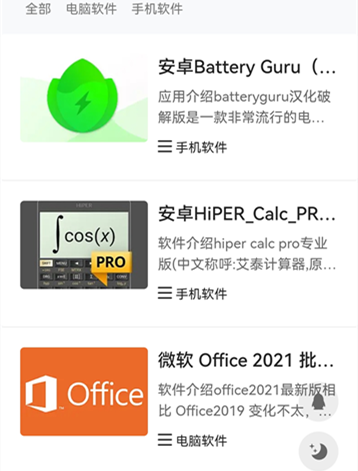 全部 电脑软件 手机软件
安卓Battery Guru（...
应用介绍batteryguru汉化破
解版是一款非常流行的电...
手机软件
HIPER
∫cos(x)
PRO
安卓HiPER_Calc_PR...
软件介绍hiper calc pro专业
版(中文称呼:艾泰计算器,原...
手机软件
Office
微软 Office 2021 批...
软件介绍office2021最新版相
比 Office2019 变化不太，...
电脑软件